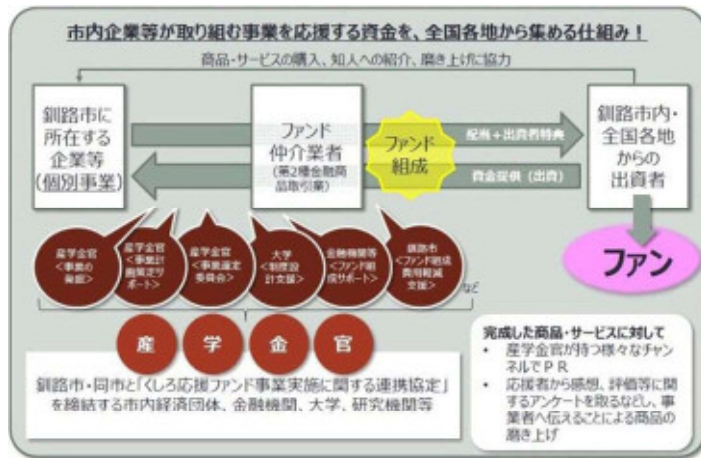 市内企業等が取り組む事業を応援する資金を、全国各地から集める仕組み！
商品・サービスの購入、知人への紹介、磨き上げに協力
釧路市に
所在する
企業等
(個別事業)
ファンド
仲介業者
(第2種金融商
品取引業)
ファンド
組成
配当+出資者特典
資金提供(出資)
釧路市内・
全国各地
からの
出資者
ファン
産学金官
<事業の
発掘>
産学金官
<事業計
画策定サ
ポート>
産学金官
<事業選定
委員会>
大学
<制度設
計支援>
金融機関等
<ファンド組
成サポート>
釧路市
<ファンド組成
費用軽減
支援>
など
産 学 金 官
釧路市・同市と「くしろ応援ファンド事業実施に関する連携協定」
を締結する市内経済団体、金融機関、大学、研究機関等
完成した商品・サービスに対して
• 産学金官が持つ様々なチャン
ネルでＰＲ
• 応援者から感想、評価等に関
するアンケートを取るなどし、事
業者へ伝えることによる商品の
磨き上げ